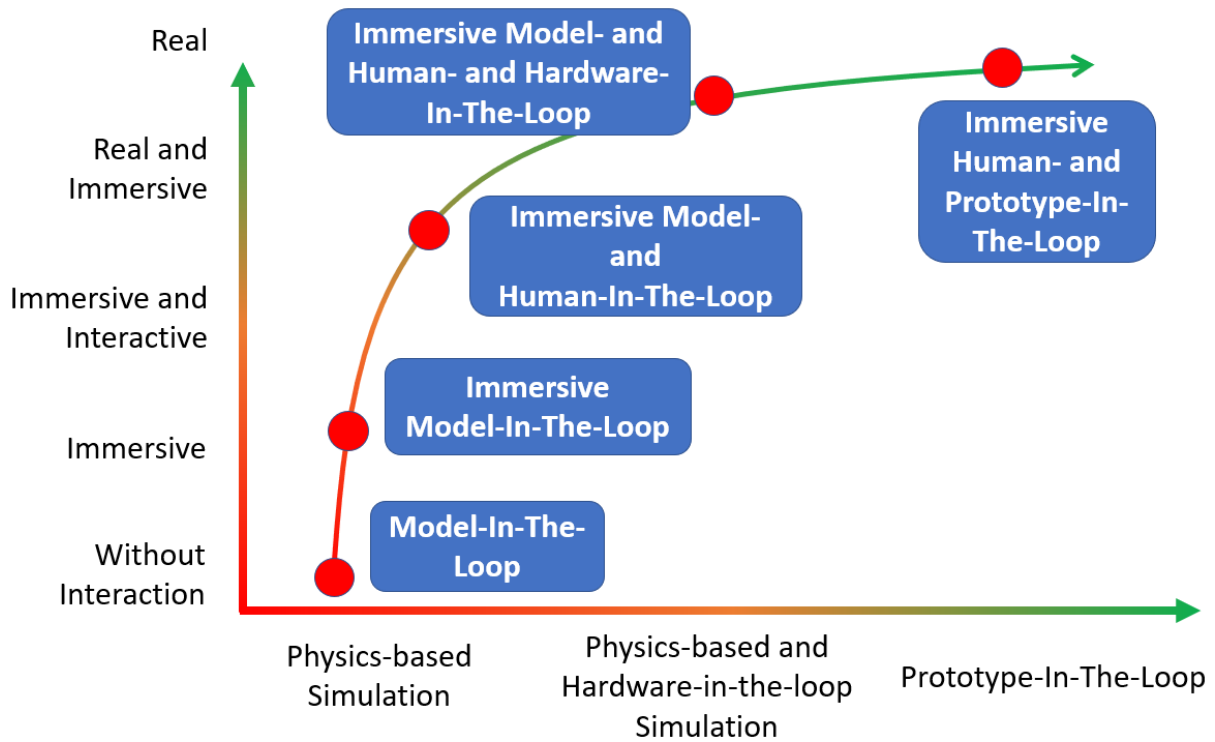 Real
Real and
Immersive
Immersive and
Interactive
Immersive
Without
Interaction
Immersive Model- and
Human- and Hardware-
In-The-Loop
Immersive
Human- and
Prototype-In-
The-Loop
Immersive Model-
and
Human-In-The-Loop
Immersive
Model-In-The-Loop
Model-In-The-
Loop
Physics-based
Simulation
Physics-based and
Hardware-in-the-loop
Simulation
Prototype-In-The-Loop